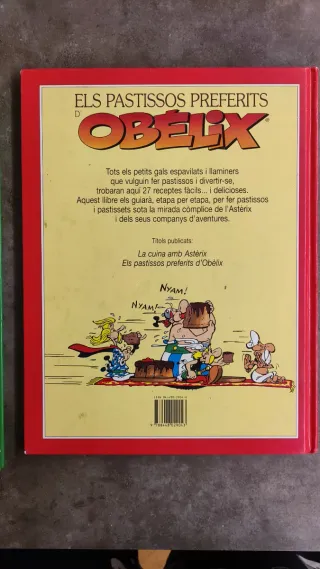 ELS PASTISSOS PREFERITS
D'OBÉLIX®
Tots els petits gals espavilats i llaminers
que vulguin fer pastissos i divertir-se,
trobaran aquí 27 receptes fàcils... i delicioses.
Aquest llibre els guiarà, etapa per etapa, per fer pastissos
i pastissets sota la mirada còmplice de l'Astèrix
i dels seus companys d'aventures.
Títols publicats:
La cuina amb Astèrix
Els pastissos preferits d'Obèlix
NYAM!
NYAM!